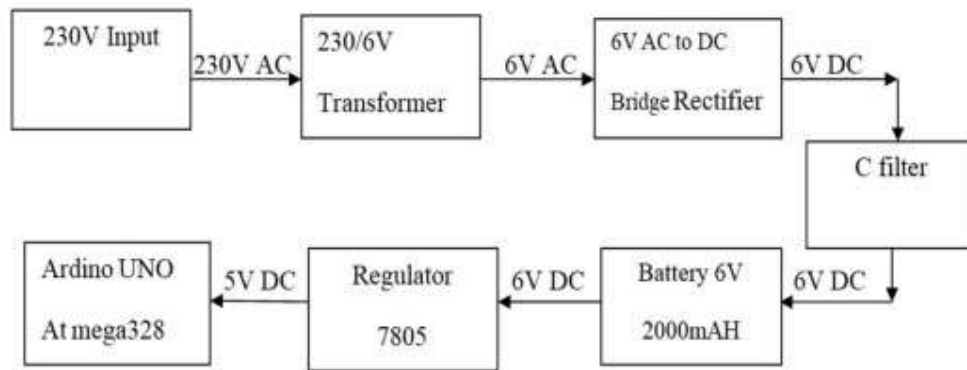 230V Input
230V AC
230/6V
Transformer
6V AC
6V AC to DC
Bridge Rectifier
6V DC
C filter
6V DC
Battery 6V
2000mAH
6V DC
Regulator
7805
5V DC
Ardino UNO
At mega328